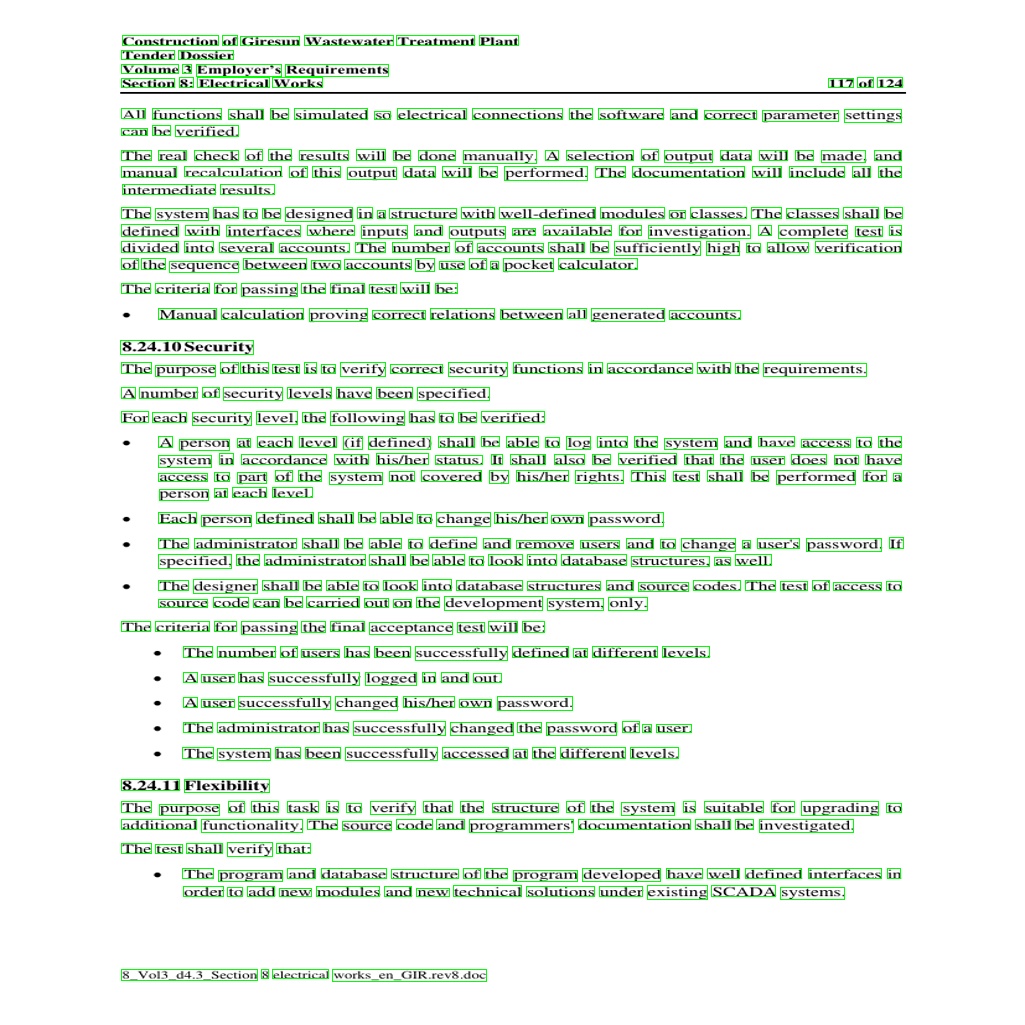 Construction of Giresun Wastewater Treatment Plant
Tender Dossier
Volume 3 Employer's Requirements
Section 8: Electrical Works 117 of 124
All functions shall be simulated so electrical connections the software and correct parameter settings
can be verified.
The real check of the results will be done manually. A selection of output data will be made, and
manual recalculation of this output data will be performed. The documentation will include all the
intermediate results.
The system has to be designed in a structure with well-defined modules or classes. The classes shall be
defined with interfaces where inputs and outputs are available for investigation. A complete test is
divided into several accounts. The number of accounts shall be sufficiently high to allow verification
of the sequence between two accounts by use of a pocket calculator.
The criteria for passing the final test will be:
• Manual calculation proving correct relations between all generated accounts.
8.24.10 Security
The purpose of this test is to verify correct security functions in accordance with the requirements.
A number of security levels have been specified.
For each security level, the following has to be verified:
• A person at each level (if defined) shall be able to log into the system and have access to the
system in accordance with his/her status. It shall also be verified that the user does not have
access to part of the system not covered by his/her rights. This test shall be performed for a
person at each level.
• Each person defined shall be able to change his/her own password.
• The administrator shall be able to define and remove users and to change a user's password. If
specified, the administrator shall be able to look into database structures, as well.
• The designer shall be able to look into database structures and source codes. The test of access to
source code can be carried out on the development system, only.
The criteria for passing the final acceptance test will be:
• The number of users has been successfully defined at different levels.
• A user has successfully logged in and out.
• A user successfully changed his/her own password.
• The administrator has successfully changed the password of a user.
• The system has been successfully accessed at the different levels.
8.24.11 Flexibility
The purpose of this task is to verify that the structure of the system is suitable for upgrading to
additional functionality. The source code and programmers' documentation shall be investigated.
The test shall verify that:
• The program and database structure of the program developed have well defined interfaces in
order to add new modules and new technical solutions under existing SCADA systems.
8_Vol3_d4.3_Section 8 electrical works_en_GIR.rev8.doc